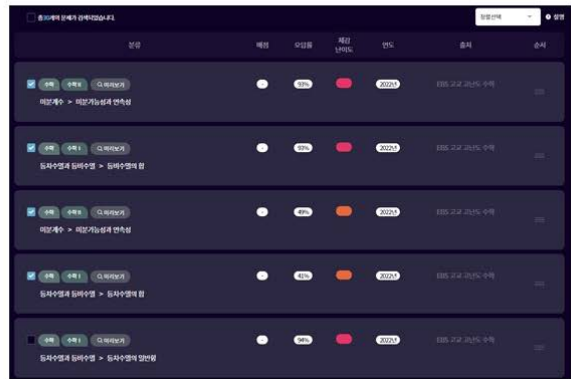 총30개의 문제가 검색되었습니다.
정렬선택
설명
분류 배점 오답률 체감 난이도 연도 출처 순서
수학 수학 II 미리보기 - 93% 2022년 EBS 고교 고난도 수학
미분계수 > 미분가능성과 연속성
수학 수학 I 미리보기 - 93% 2022년 EBS 고교 고난도 수학
등차수열과 등비수열 > 등비수열의 합
수학 수학 II 미리보기 - 49% 2022년 EBS 고교 고난도 수학
미분계수 > 미분가능성과 연속성
수학 수학 I 미리보기 - 41% 2022년 EBS 고교 고난도 수학
등차수열과 등비수열 > 등차수열의 합
수학 수학 I 미리보기 - 94% 2022년 EBS 고교 고난도 수학
등차수열과 등비수열 > 등차수열의 일반항